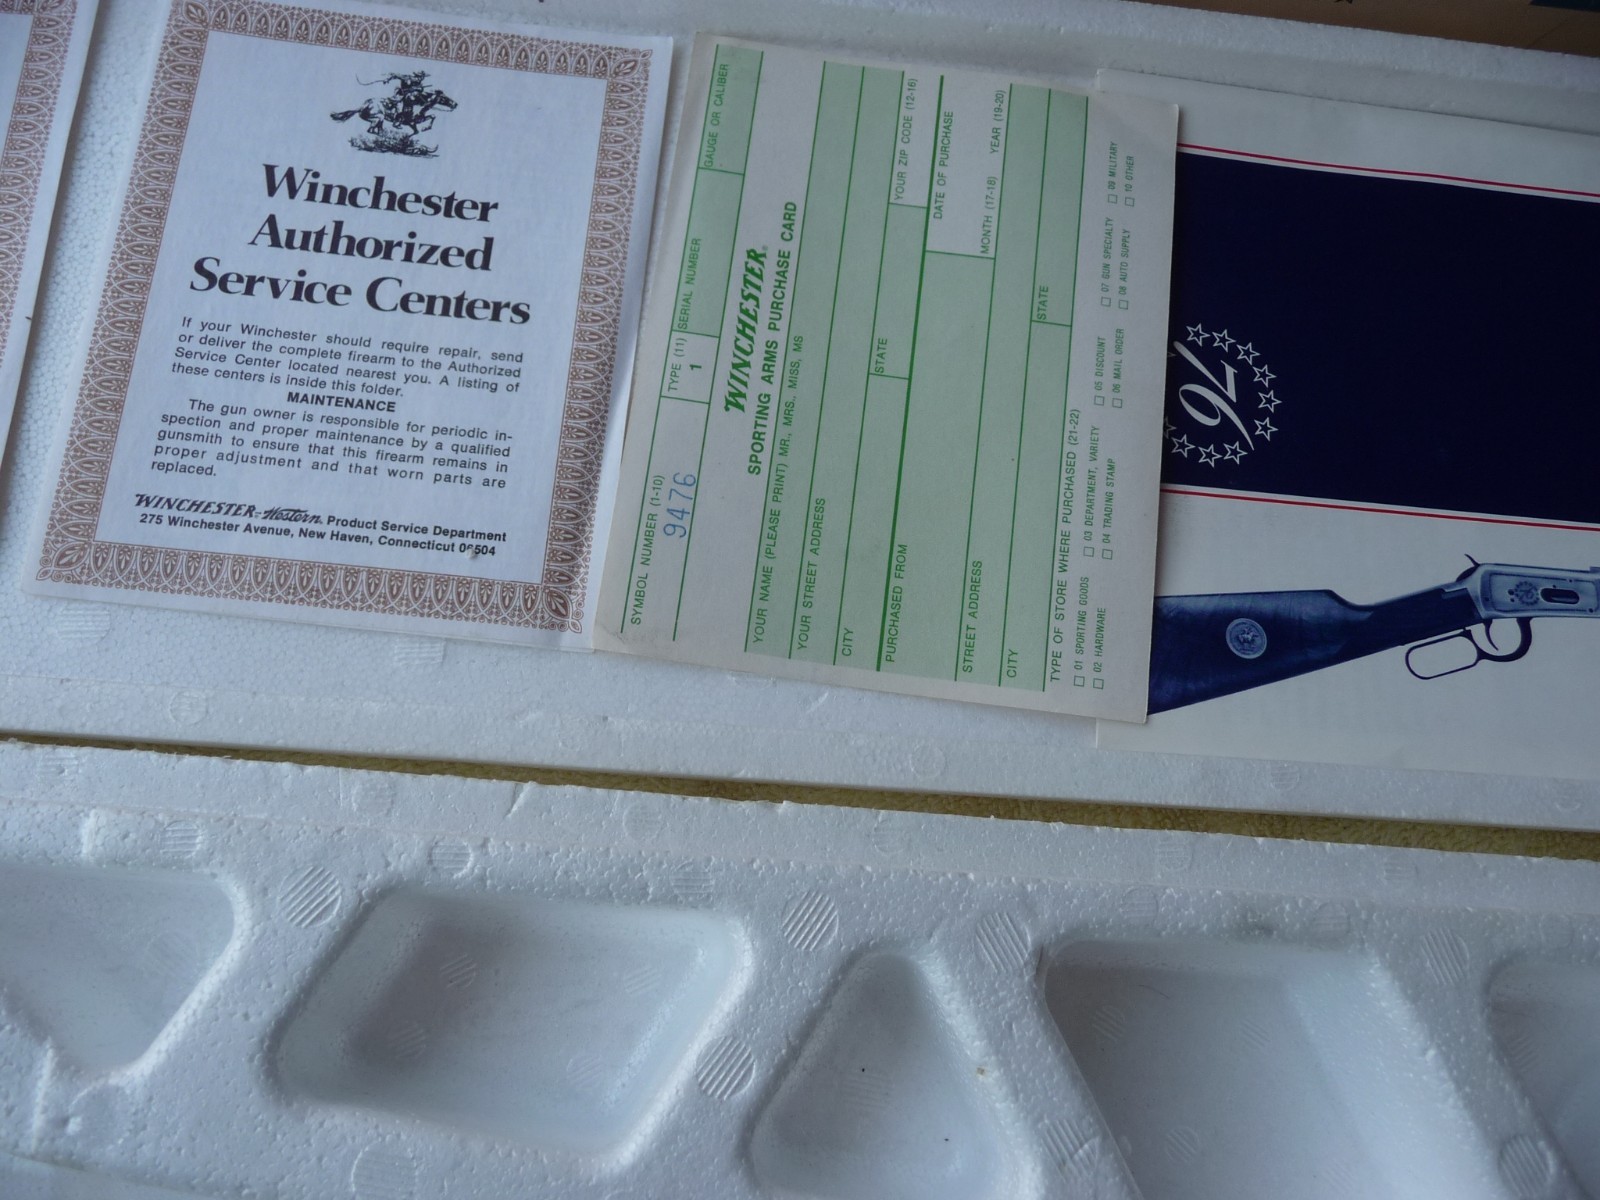 Winchester
Authorized
Service Centers
If your Winchester should require repair, send
or deliver the complete firearm to the Authorized
Service Center located nearest you. A listing of
these centers is inside this folder.
MAINTENANCE
The gun owner is responsible for periodic in-
spection and proper maintenance by a qualified
gunsmith to ensure that this firearm remains in
proper adjustment and that worn parts are
replaced.
WINCHESTER-Western Product Service Department
275 Winchester Avenue, New Haven, Connecticut 06504
SYMBOL NUMBER (1-10)
9476
TYPE (11)
1
SERIAL NUMBER
GAUGE OR CALIBER
WINCHESTER®
SPORTING ARMS PURCHASE CARD
YOUR NAME (PLEASE PRINT) MR., MRS., MISS, MS
YOUR STREET ADDRESS
CITY
STATE
YOUR ZIP CODE (12-16)
PURCHASED FROM
DATE OF PURCHASE
STREET ADDRESS
MONTH (17-18) YEAR (19-20)
CITY
STATE
TYPE OF STORE WHERE PURCHASED (21-22)
01 SPORTING GOODS
03 DEPARTMENT, VARIETY
05 DISCOUNT
07 GUN SPECIALTY
09 MILITARY
02 HARDWARE
04 TRADING STAMP
06 MAIL ORDER
08 AUTO SUPPLY
10 OTHER
76